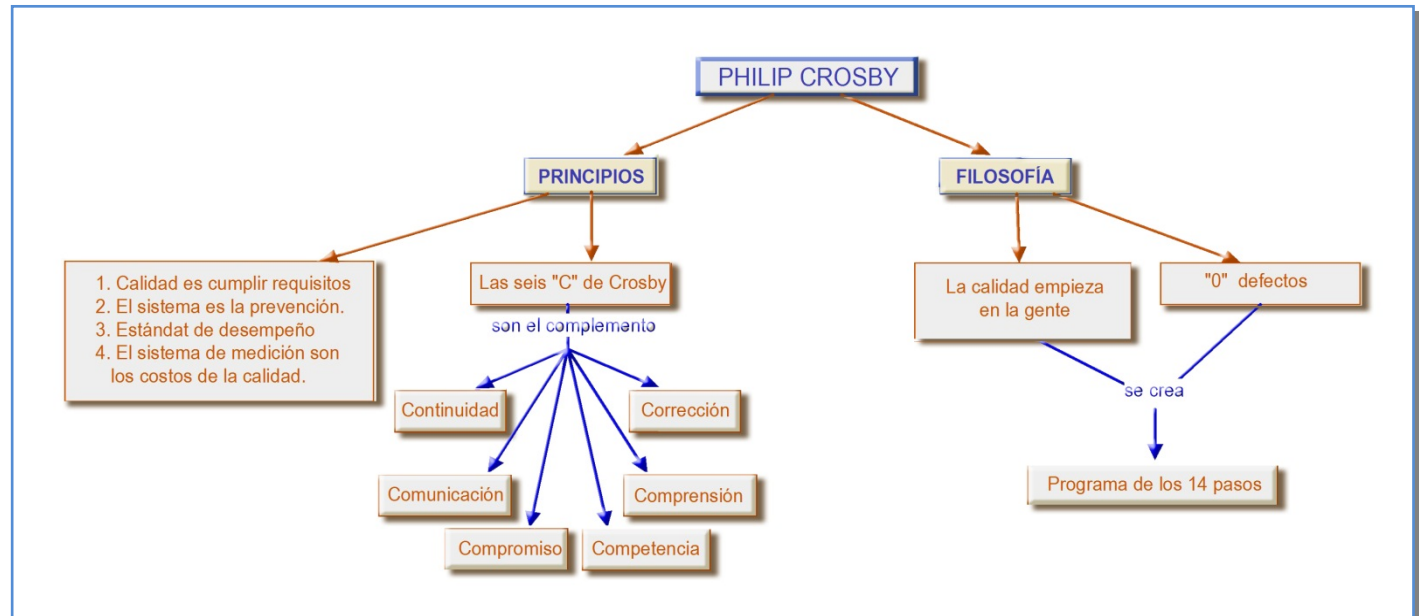 PHILIP CROSBY
PRINCIPIOS
FILOSOFÍA
1. Calidad es cumplir requisitos
2. El sistema es la prevención.
3. Estándat de desempeño
4. El sistema de medición son
los costos de la calidad.
Las seis "C" de Crosby
La calidad empieza
en la gente
"0" defectos
son el complemento
se crea
Continuidad
Corrección
Comunicación
Comprensión
Compromiso
Competencia
Programa de los 14 pasos